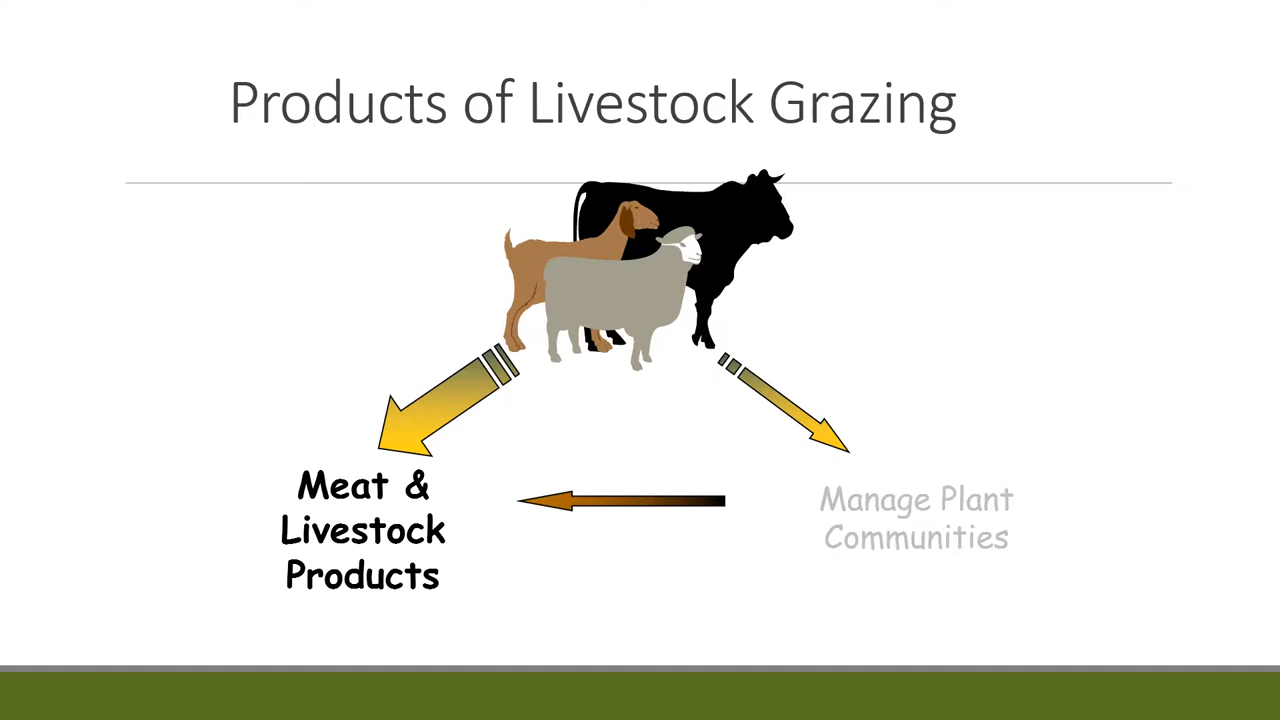 Products of Livestock Grazing
Meat &
Livestock
Products
Manage Plant
Communities